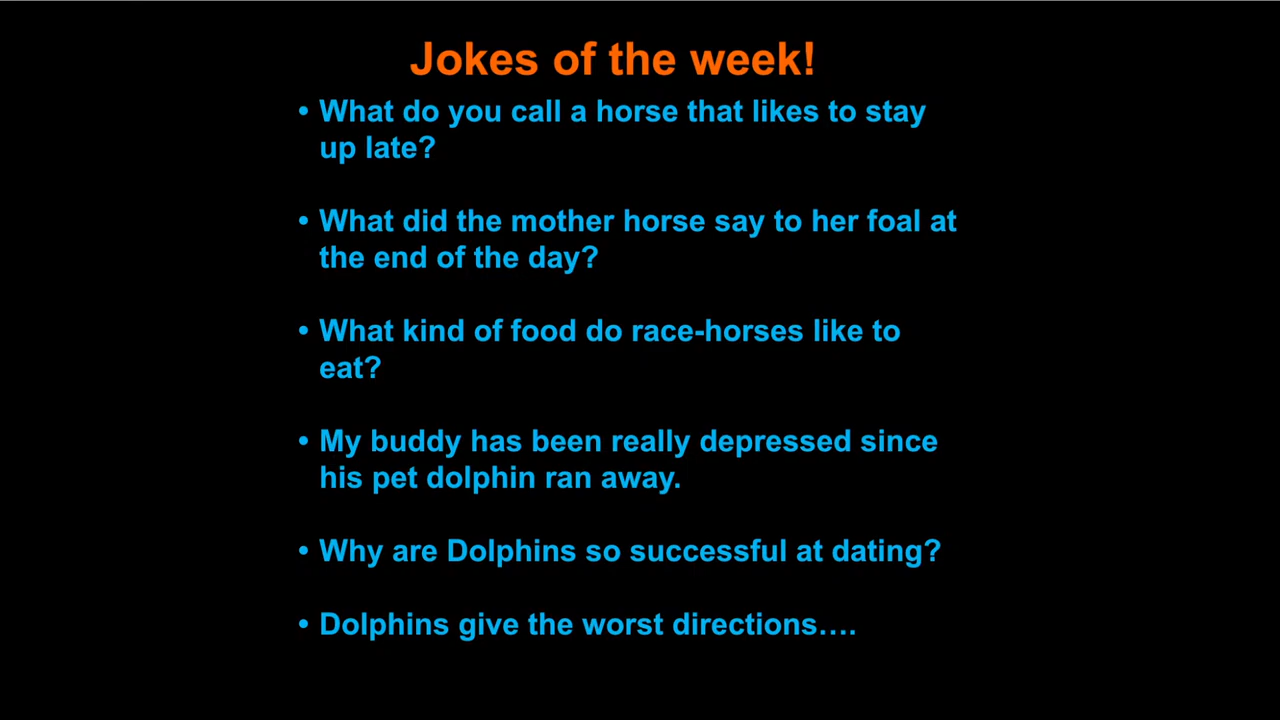 Jokes of the week!
• What do you call a horse that likes to stay
up late?
• What did the mother horse say to her foal at
the end of the day?
• What kind of food do race-horses like to
eat?
• My buddy has been really depressed since
his pet dolphin ran away.
• Why are Dolphins so successful at dating?
• Dolphins give the worst directions….